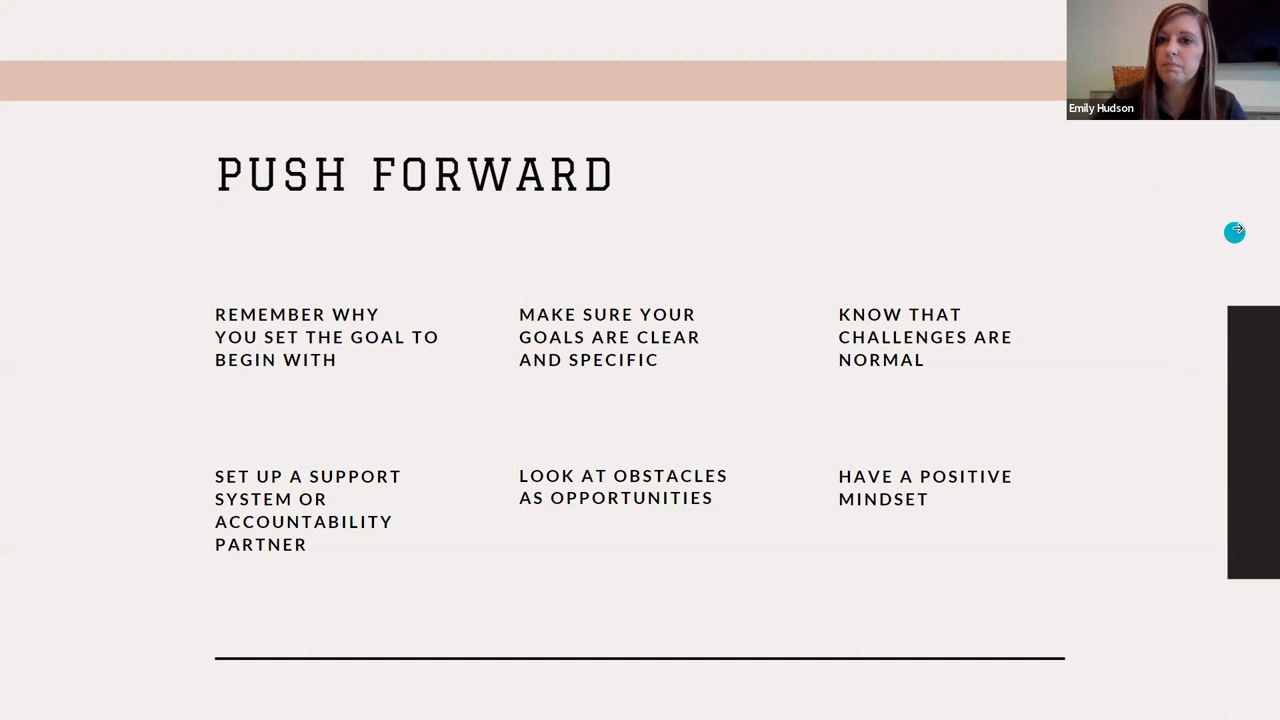 Emily Hudson
PUSH FORWARD
REMEMBER WHY
YOU SET THE GOAL TO
BEGIN WITH
MAKE SURE YOUR
GOALS ARE CLEAR
AND SPECIFIC
KNOW THAT
CHALLENGES ARE
NORMAL
SET UP A SUPPORT
SYSTEM OR
ACCOUNTABILITY
PARTNER
LOOK AT OBSTACLES
AS OPPORTUNITIES
HAVE A POSITIVE
MINDSET